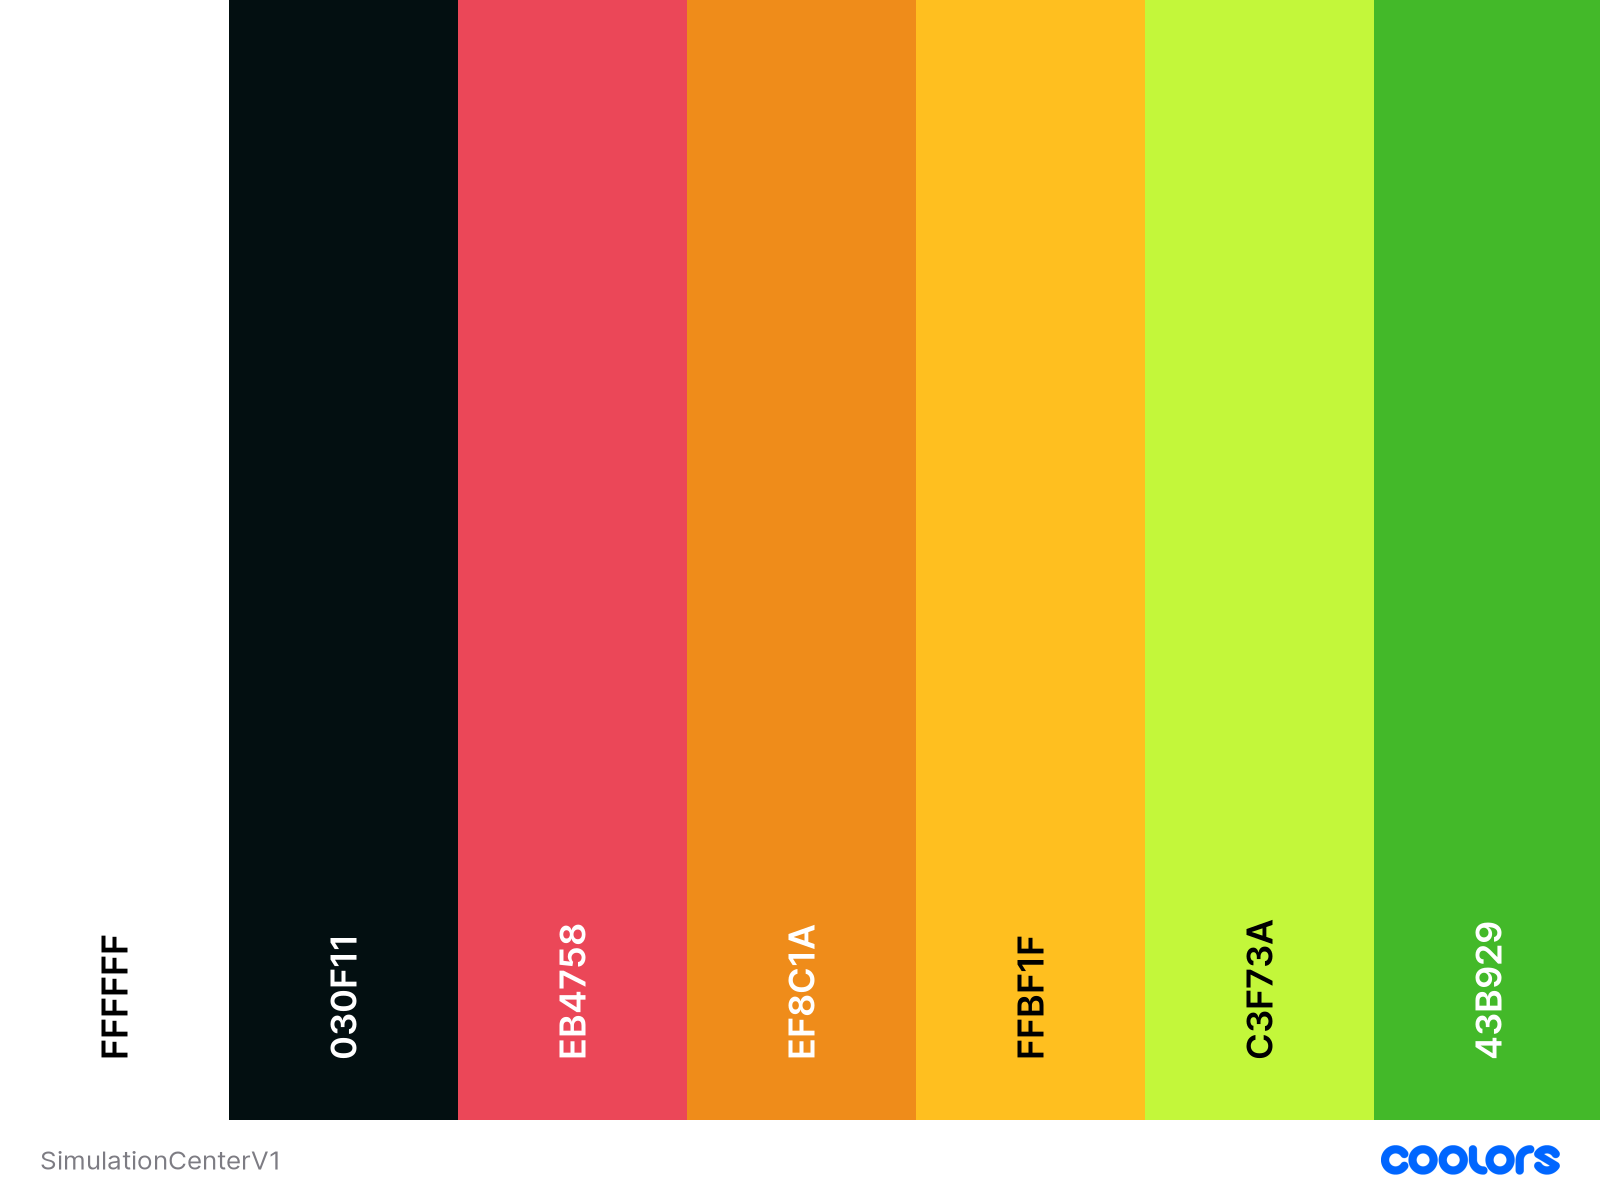 FFFFFF
030F11
EB4758
EF8C1A
FFBF1F
C3F73A
43B929
SimulationCenterV1
coolors